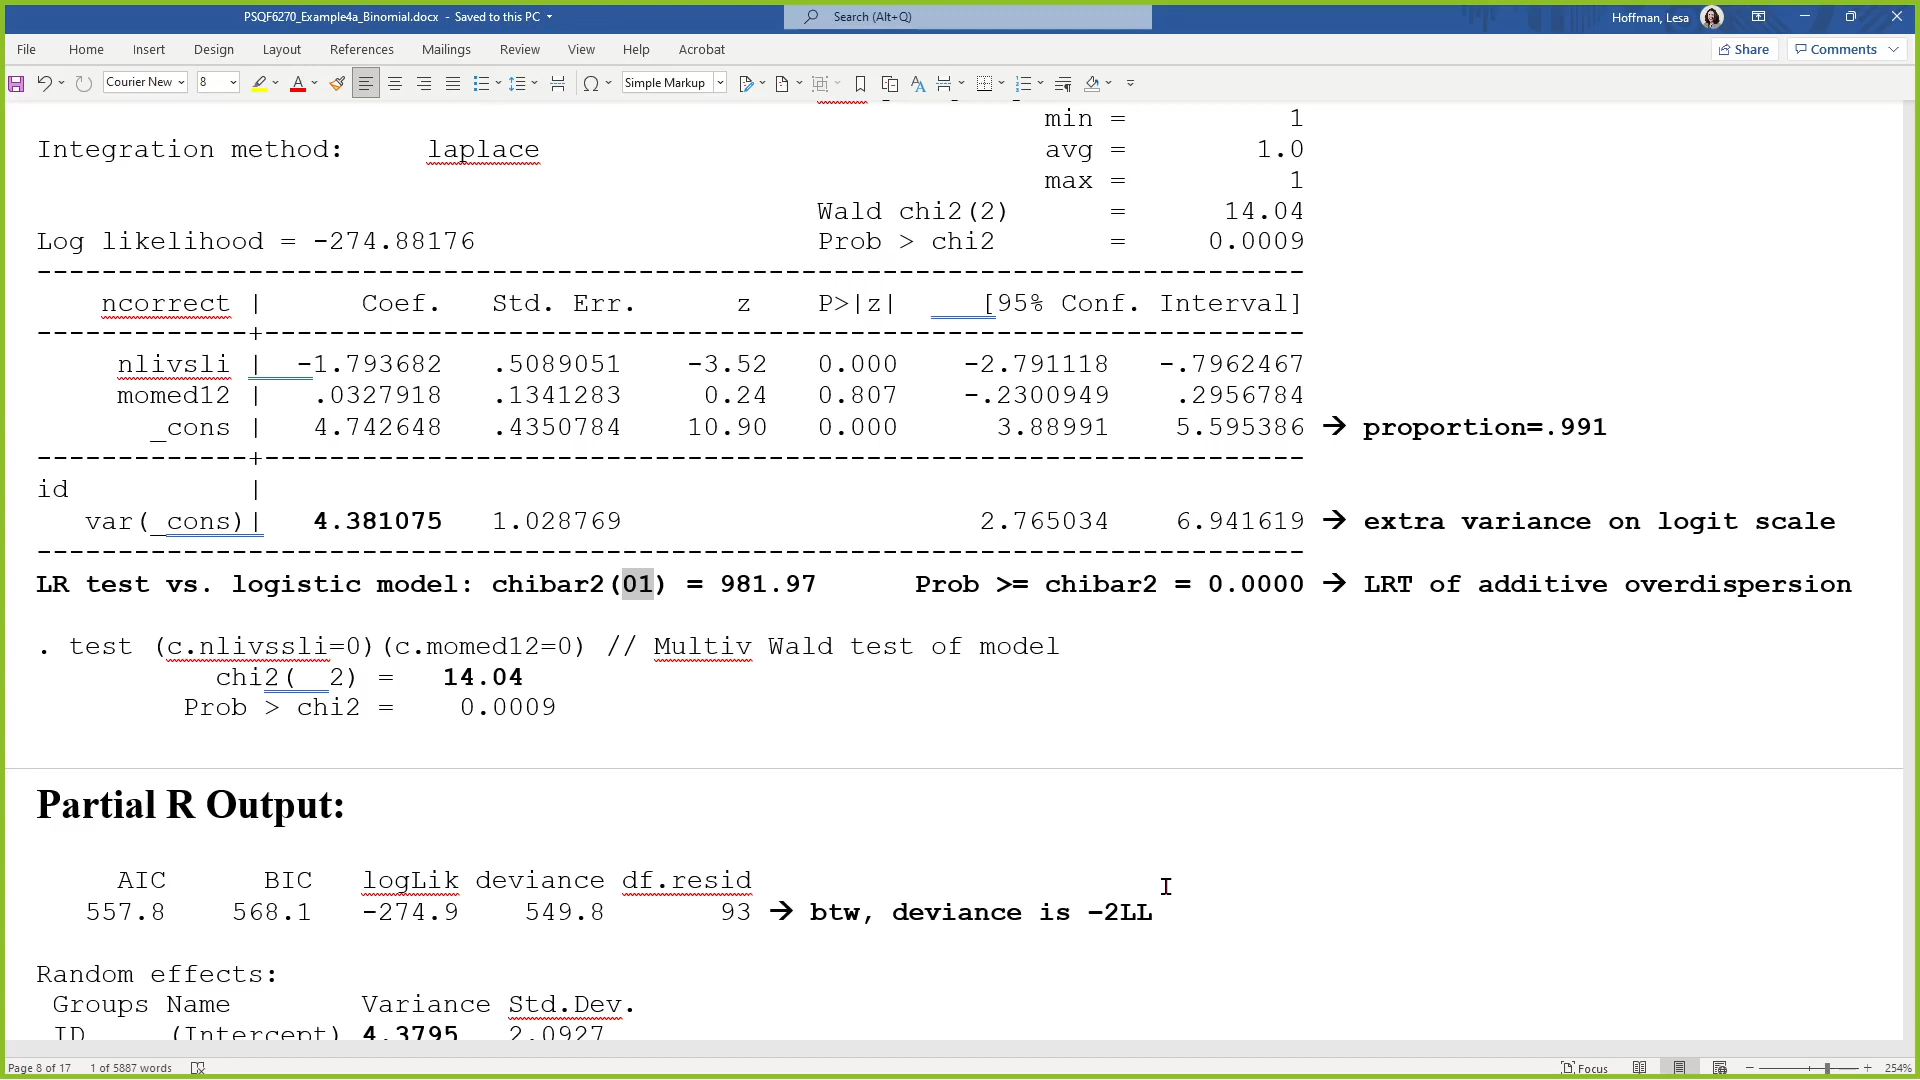 PSQF6270_Example4a_Binomial.docx - Saved to this PC
Search (Alt+Q)
Hoffman, Lesa
File Home Insert Design Layout References Mailings Review View Help Acrobat
Share Comments
Courier New 8 Simple Markup
min = 1
Integration method: laplace avg = 1.0
max = 1
Wald chi2(2) = 14.04
Log likelihood = -274.88176 Prob > chi2 = 0.0009
--------------------------------------------------------------------------------
ncorrect | Coef. Std. Err. z P>|z| [95% Conf. Interval]
-------------+------------------------------------------------------------------
nlivsli | -1.793682 .5089051 -3.52 0.000 -2.791118 -.7962467
momed12 | .0327918 .1341283 0.24 0.807 -.2300949 .2956784
_cons | 4.742648 .4350784 10.90 0.000 3.88991 5.595386 → proportion=.991
-------------+------------------------------------------------------------------
id |
var(_cons)| 4.381075 1.028769 2.765034 6.941619 → extra variance on logit scale
--------------------------------------------------------------------------------
LR test vs. logistic model: chibar2(01) = 981.97 Prob >= chibar2 = 0.0000 → LRT of additive overdispersion
. test (c.nlivssli=0)(c.momed12=0) // Multiv Wald test of model
chi2( 2) = 14.04
Prob > chi2 = 0.0009
Partial R Output:
AIC BIC logLik deviance df.resid
557.8 568.1 -274.9 549.8 93 → btw, deviance is -2LL
Random effects:
Groups Name Variance Std.Dev.
ID (Intercept) 4.3795 2.0927
Page 8 of 17 1 of 5887 words Focus 254%